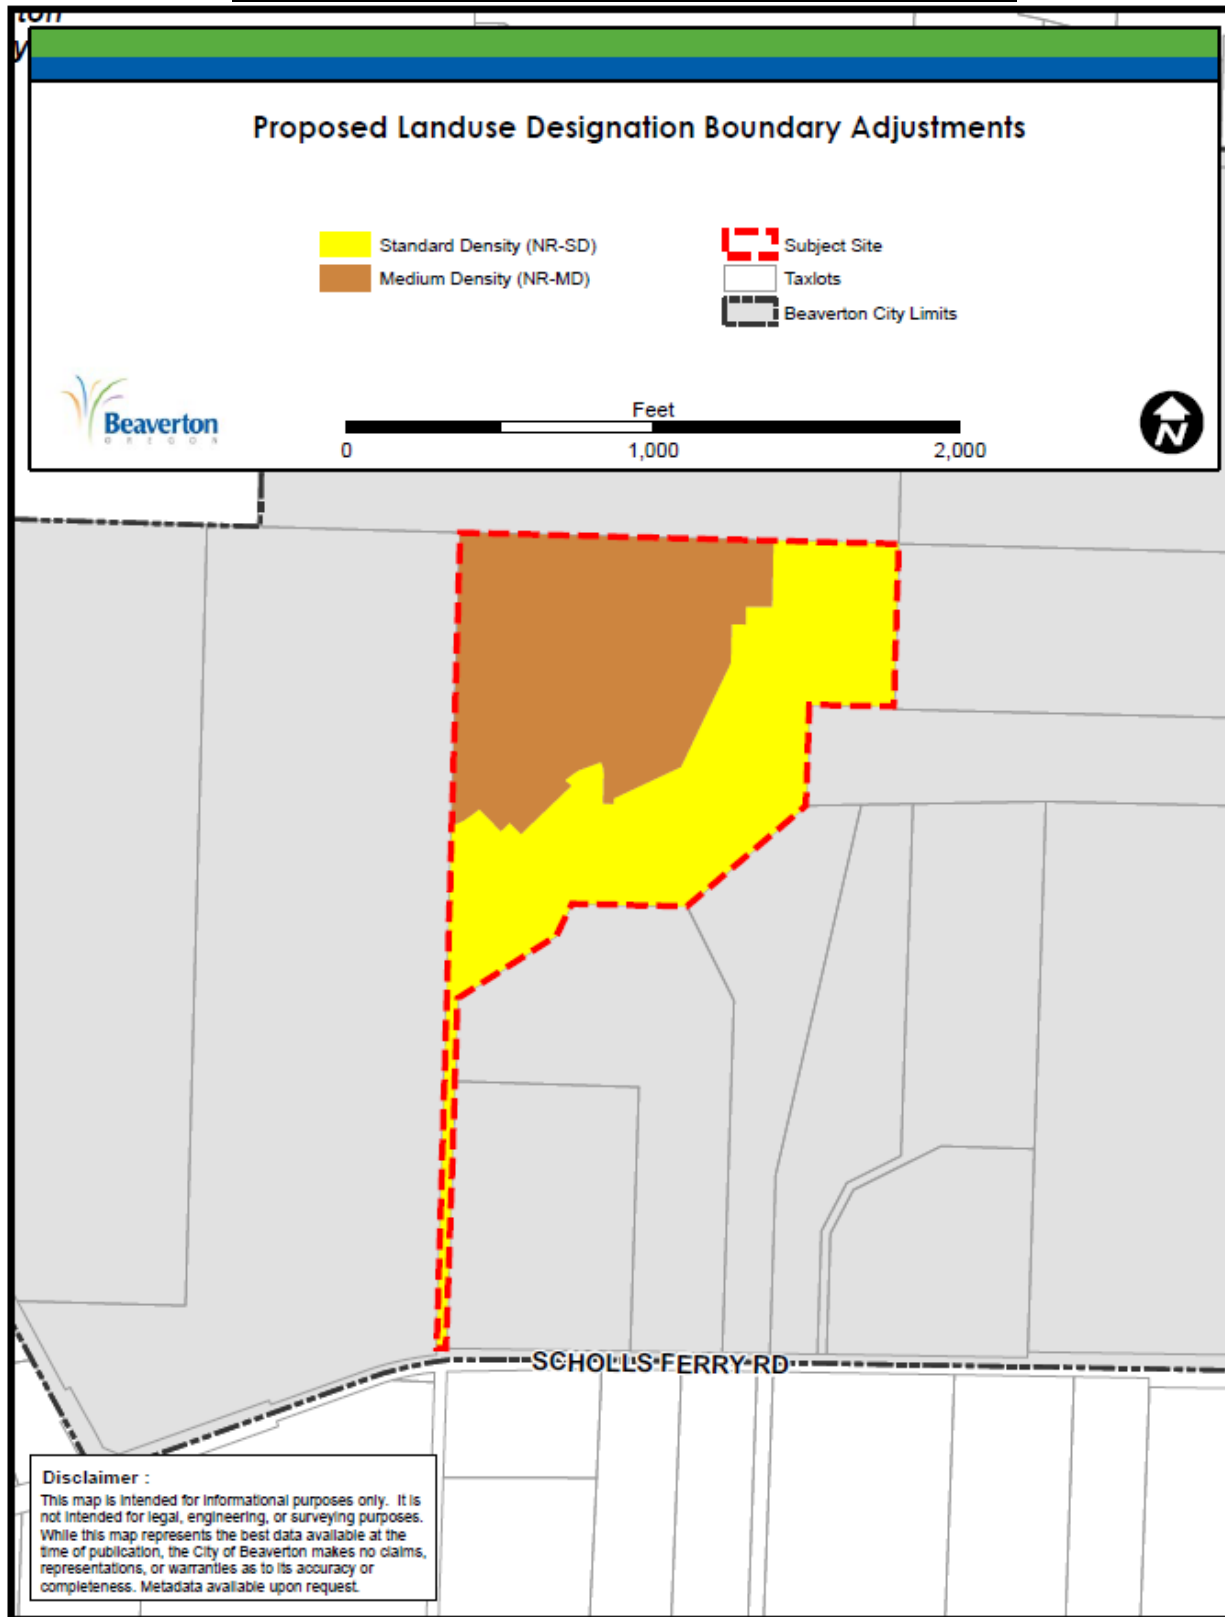 ton
y
Proposed Landuse Designation Boundary Adjustments
Standard Density (NR-SD)
Medium Density (NR-MD)
Subject Site
Taxlots
Beaverton City Limits
Beaverton
OREGON
Feet
0 1,000 2,000
N
SCHOLLS FERRY RD
Disclaimer :
This map is intended for informational purposes only. It is
not intended for legal, engineering, or surveying purposes.
While this map represents the best data available at the
time of publication, the City of Beaverton makes no claims,
representations, or warranties as to its accuracy or
completeness. Metadata available upon request.